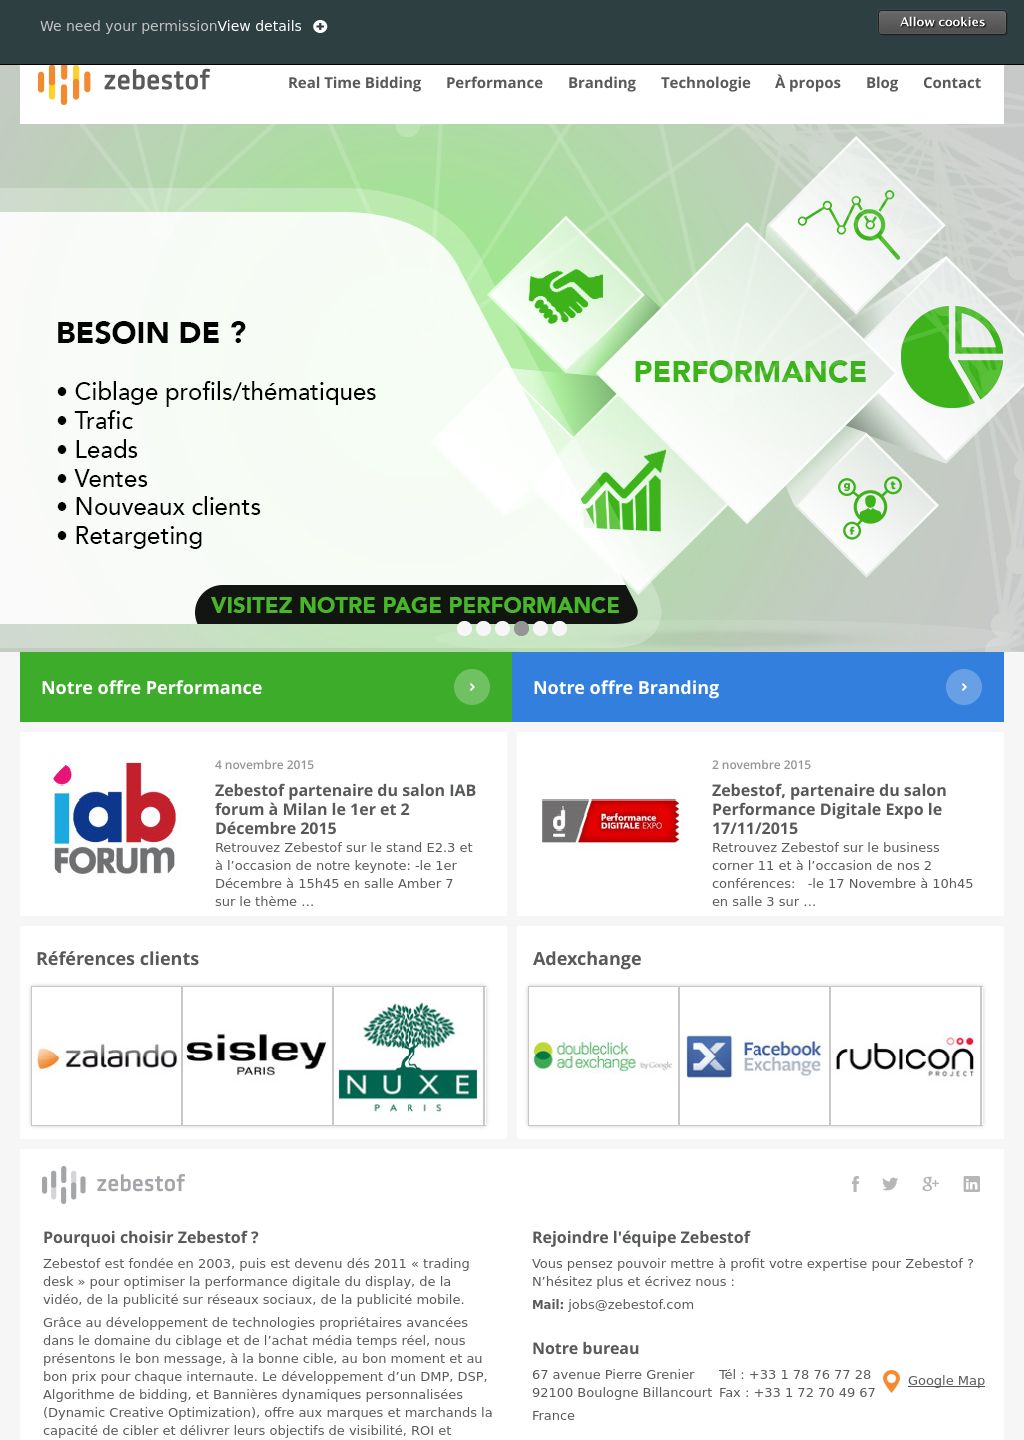 We need your permissionView details
Allow cookies
zebestof
Real Time Bidding Performance Branding Technologie À propos Blog Contact
BESOIN DE ?
• Ciblage profils/thématiques
• Trafic
• Leads
• Ventes
• Nouveaux clients
• Retargeting
PERFORMANCE
g t f
VISITEZ NOTRE PAGE PERFORMANCE
Notre offre Performance
Notre offre Branding
iab
FORUM
4 novembre 2015
Zebestof partenaire du salon IAB
forum à Milan le 1er et 2
Décembre 2015
Retrouvez Zebestof sur le stand E2.3 et
à l’occasion de notre keynote: -le 1er
Décembre à 15h45 en salle Amber 7
sur le thème …
d
Performance
DIGITALE EXPO
2 novembre 2015
Zebestof, partenaire du salon
Performance Digitale Expo le
17/11/2015
Retrouvez Zebestof sur le business
corner 11 et à l’occasion de nos 2
conférences: -le 17 Novembre à 10h45
en salle 3 sur …
Références clients
zalando
sisley
PARIS
NUXE
PARIS
Adexchange
doubleclick
ad exchange by Google
Facebook
Exchange
rubicon
PROJECT
zebestof
f g+ in
Pourquoi choisir Zebestof ?
Zebestof est fondée en 2003, puis est devenu dés 2011 « trading
desk » pour optimiser la performance digitale du display, de la
vidéo, de la publicité sur réseaux sociaux, de la publicité mobile.
Grâce au développement de technologies propriétaires avancées
dans le domaine du ciblage et de l’achat média temps réel, nous
présentons le bon message, à la bonne cible, au bon moment et au
bon prix pour chaque internaute. Le développement d’un DMP, DSP,
Algorithme de bidding, et Bannières dynamiques personnalisées
(Dynamic Creative Optimization), offre aux marques et marchands la
capacité de cibler et délivrer leurs objectifs de visibilité, ROI et
Rejoindre l'équipe Zebestof
Vous pensez pouvoir mettre à profit votre expertise pour Zebestof ?
N’hésitez plus et écrivez nous :
Mail: jobs@zebestof.com
Notre bureau
67 avenue Pierre Grenier
92100 Boulogne Billancourt
France
Tél : +33 1 78 76 77 28
Fax : +33 1 72 70 49 67
Google Map